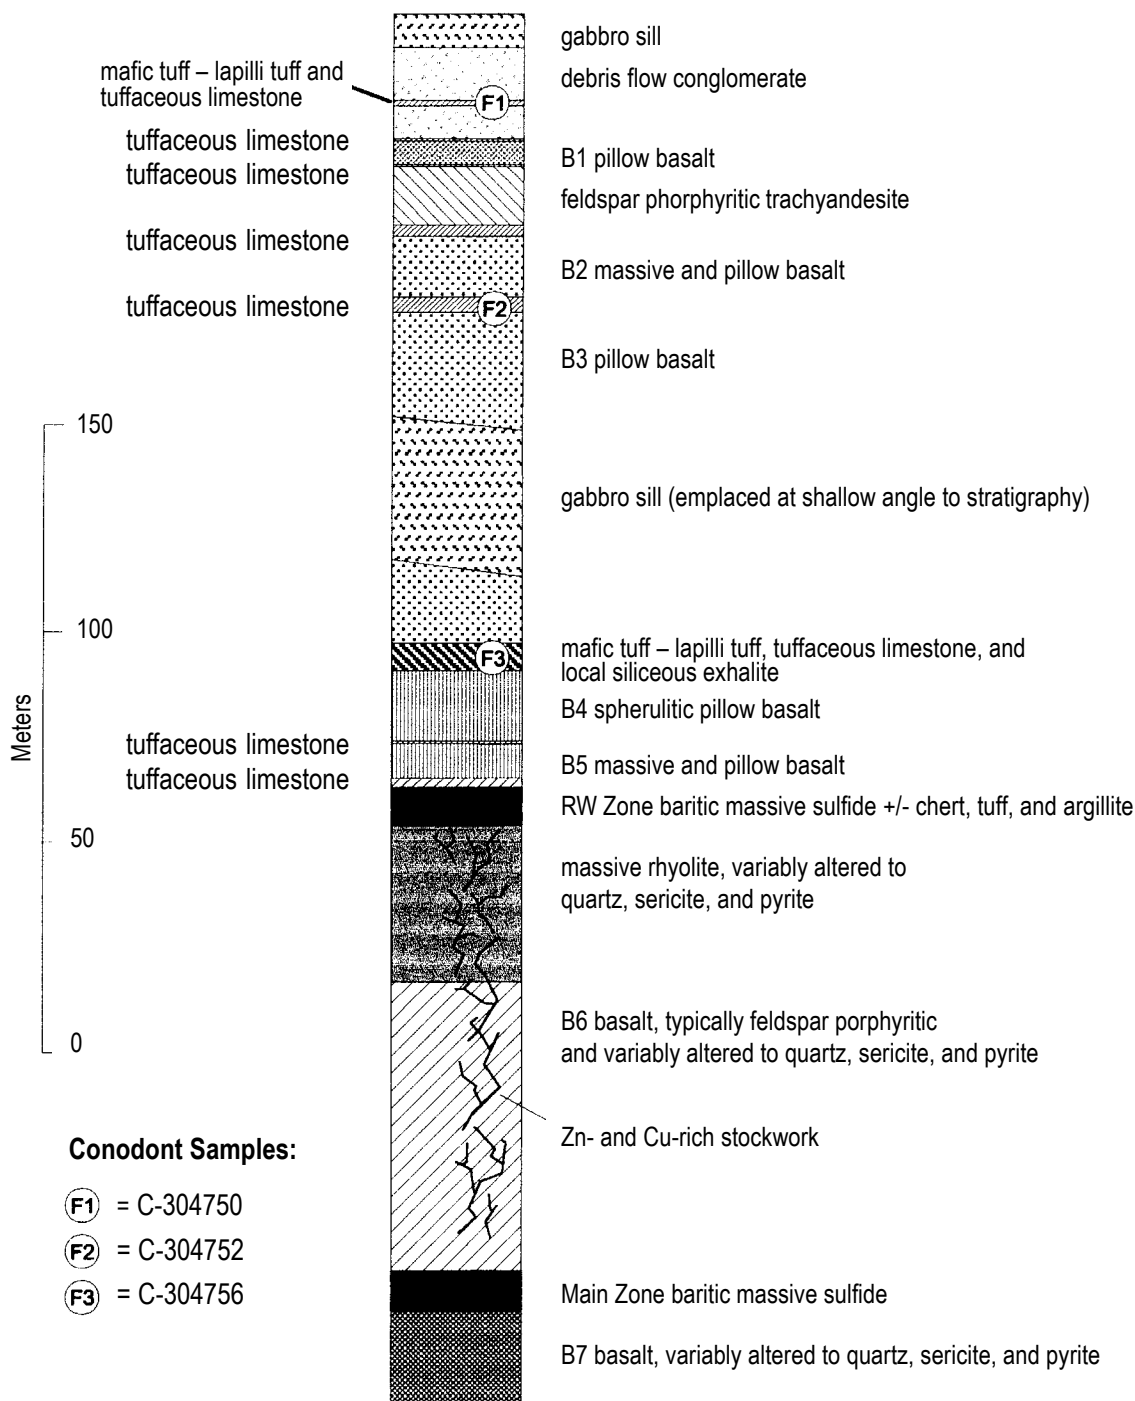 gabbro sill
mafic tuff – lapilli tuff and
tuffaceous limestone
debris flow conglomerate
F1
tuffaceous limestone
B1 pillow basalt
tuffaceous limestone
feldspar phorphyritic trachyandesite
tuffaceous limestone
B2 massive and pillow basalt
tuffaceous limestone
F2
B3 pillow basalt
150
gabbro sill (emplaced at shallow angle to stratigraphy)
100
Meters
F3
mafic tuff – lapilli tuff, tuffaceous limestone, and
local siliceous exhalite
B4 spherulitic pillow basalt
tuffaceous limestone
B5 massive and pillow basalt
tuffaceous limestone
RW Zone baritic massive sulfide +/- chert, tuff, and argillite
50
massive rhyolite, variably altered to
quartz, sericite, and pyrite
B6 basalt, typically feldspar porphyritic
and variably altered to quartz, sericite, and pyrite
0
Zn- and Cu-rich stockwork
Conodont Samples:
F1 = C-304750
F2 = C-304752
F3 = C-304756
Main Zone baritic massive sulfide
B7 basalt, variably altered to quartz, sericite, and pyrite